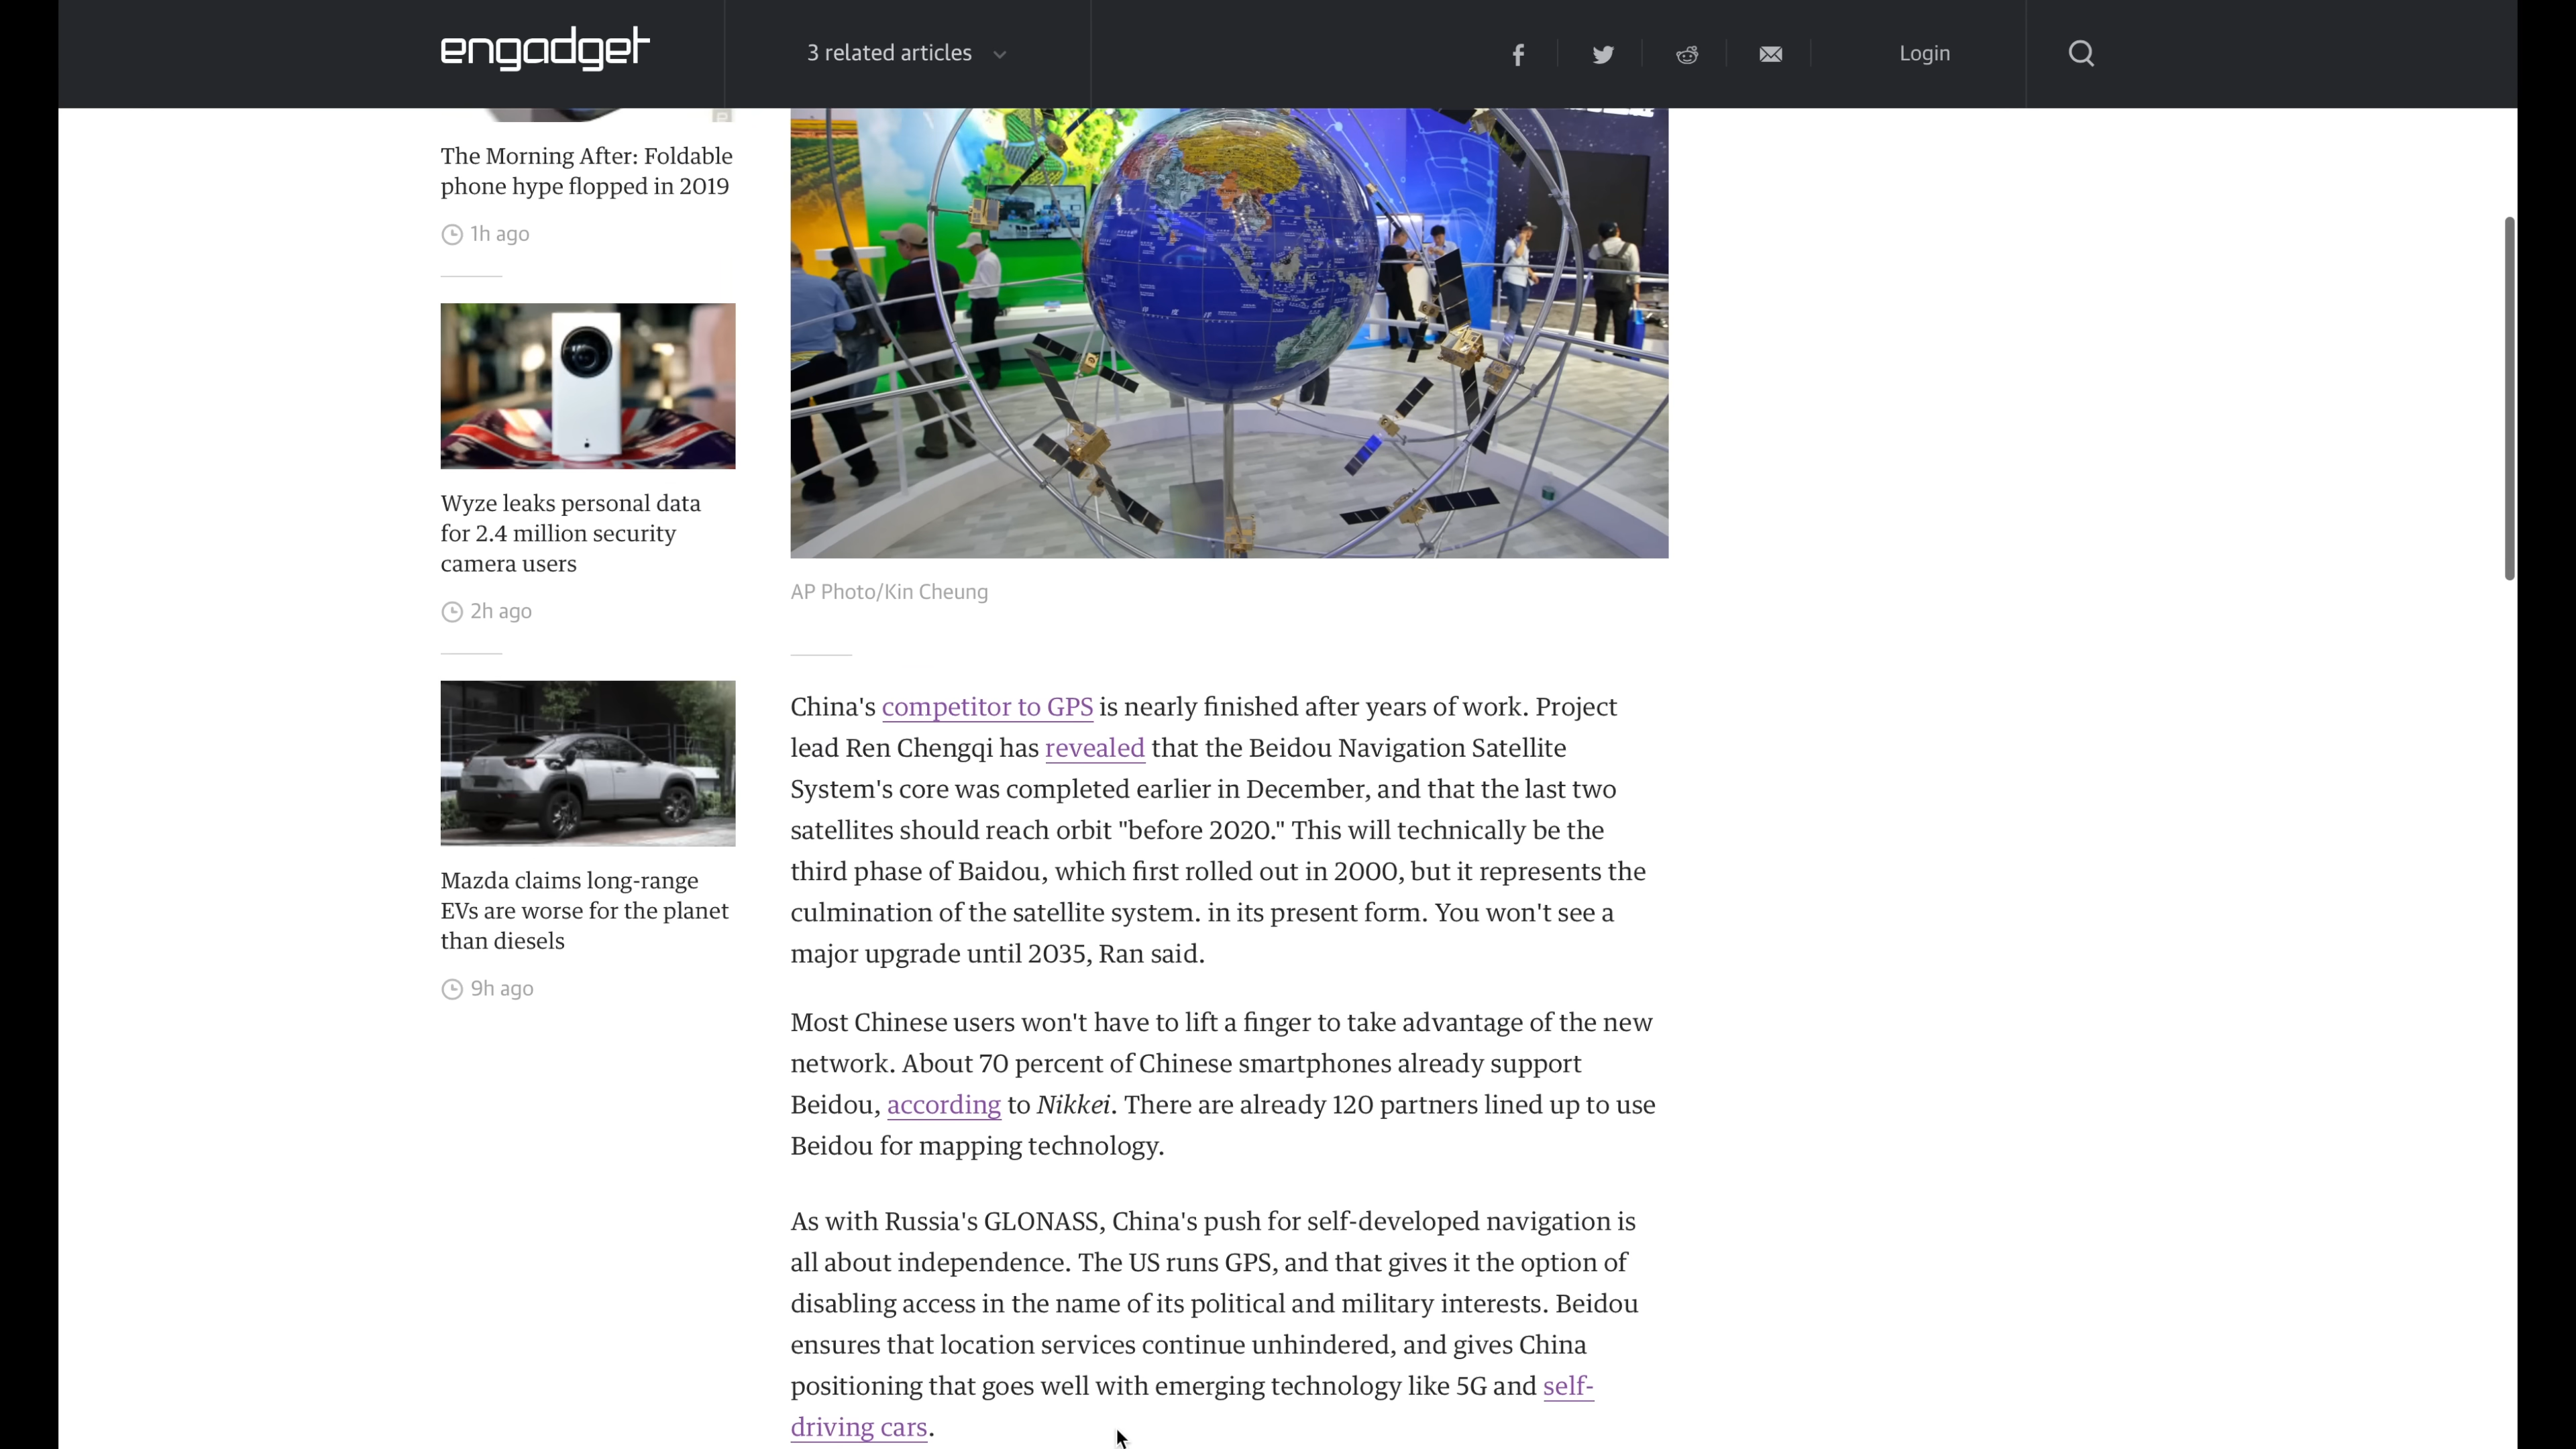 engadget
3 related articles
Login
The Morning After: Foldable
phone hype flopped in 2019
1h ago
Wyze leaks personal data
for 2.4 million security
camera users
2h ago
Mazda claims long-range
EVs are worse for the planet
than diesels
9h ago
AP Photo/Kin Cheung
China's competitor to GPS is nearly finished after years of work. Project
lead Ren Chengqi has revealed that the Beidou Navigation Satellite
System's core was completed earlier in December, and that the last two
satellites should reach orbit "before 2020." This will technically be the
third phase of Baidou, which first rolled out in 2000, but it represents the
culmination of the satellite system. in its present form. You won't see a
major upgrade until 2035, Ran said.
Most Chinese users won't have to lift a finger to take advantage of the new
network. About 70 percent of Chinese smartphones already support
Beidou, according to Nikkei. There are already 120 partners lined up to use
Beidou for mapping technology.
As with Russia's GLONASS, China's push for self-developed navigation is
all about independence. The US runs GPS, and that gives it the option of
disabling access in the name of its political and military interests. Beidou
ensures that location services continue unhindered, and gives China
positioning that goes well with emerging technology like 5G and self-
driving cars.